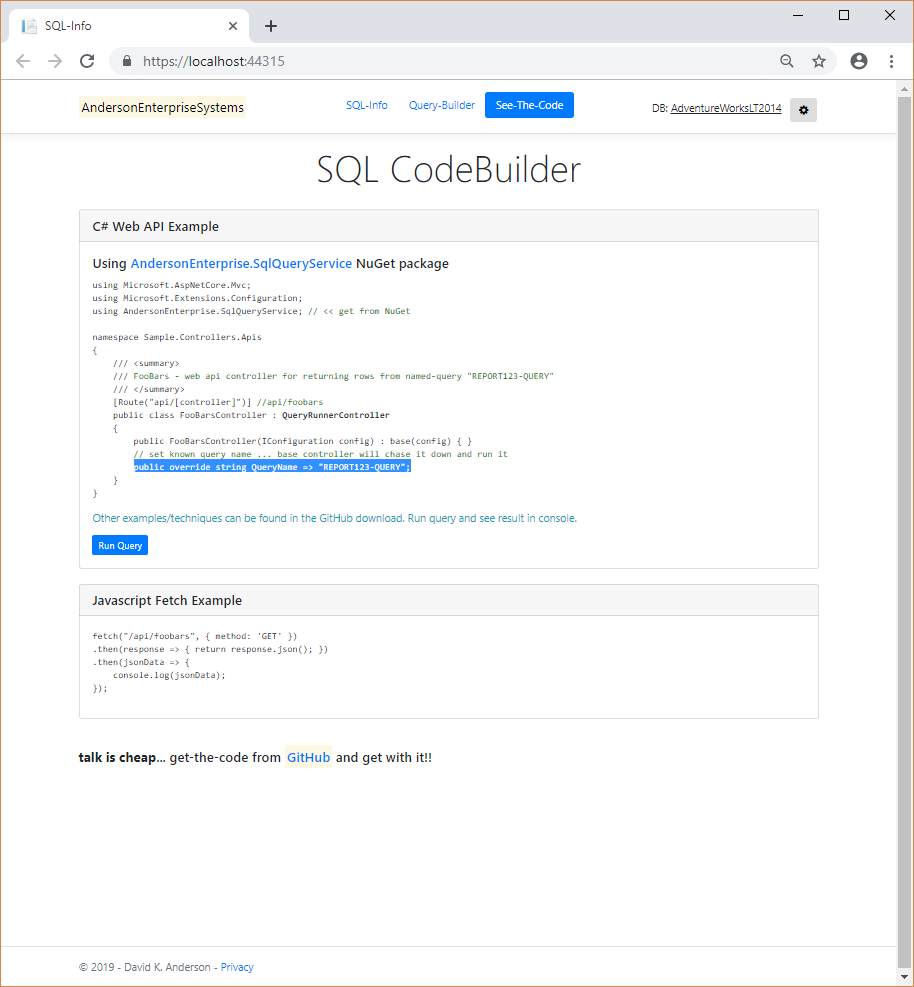 SQL-Info
https://localhost:44315
AndersonEnterpriseSystems
SQL-Info Query-Builder See-The-Code
DB: AdventureWorksLT2014
SQL CodeBuilder
C# Web API Example
Using AndersonEnterprise.SqlQueryService NuGet package
using Microsoft.AspNetCore.Mvc;
using Microsoft.Extensions.Configuration;
using AndersonEnterprise.SqlQueryService; // << get from NuGet
namespace Sample.Controllers.Apis
{
    /// <summary>
    /// FooBars - web api controller for returning rows from named-query "REPORT123-QUERY"
    /// </summary>
    [Route("api/[controller]")] //api/foobars
    public class FooBarsController : QueryRunnerController
    {
        public FooBarsController(IConfiguration config) : base(config) { }
        // set known query name ... base controller will chase it down and run it
        public override string QueryName => "REPORT123-QUERY";
    }
}
Other examples/techniques can be found in the GitHub download. Run query and see result in console.
Run Query
Javascript Fetch Example
fetch("/api/foobars", { method: 'GET' })
.then(response => { return response.json(); })
.then(jsonData => {
    console.log(jsonData);
});
talk is cheap... get-the-code from GitHub and get with it!!
© 2019 - David K. Anderson - Privacy